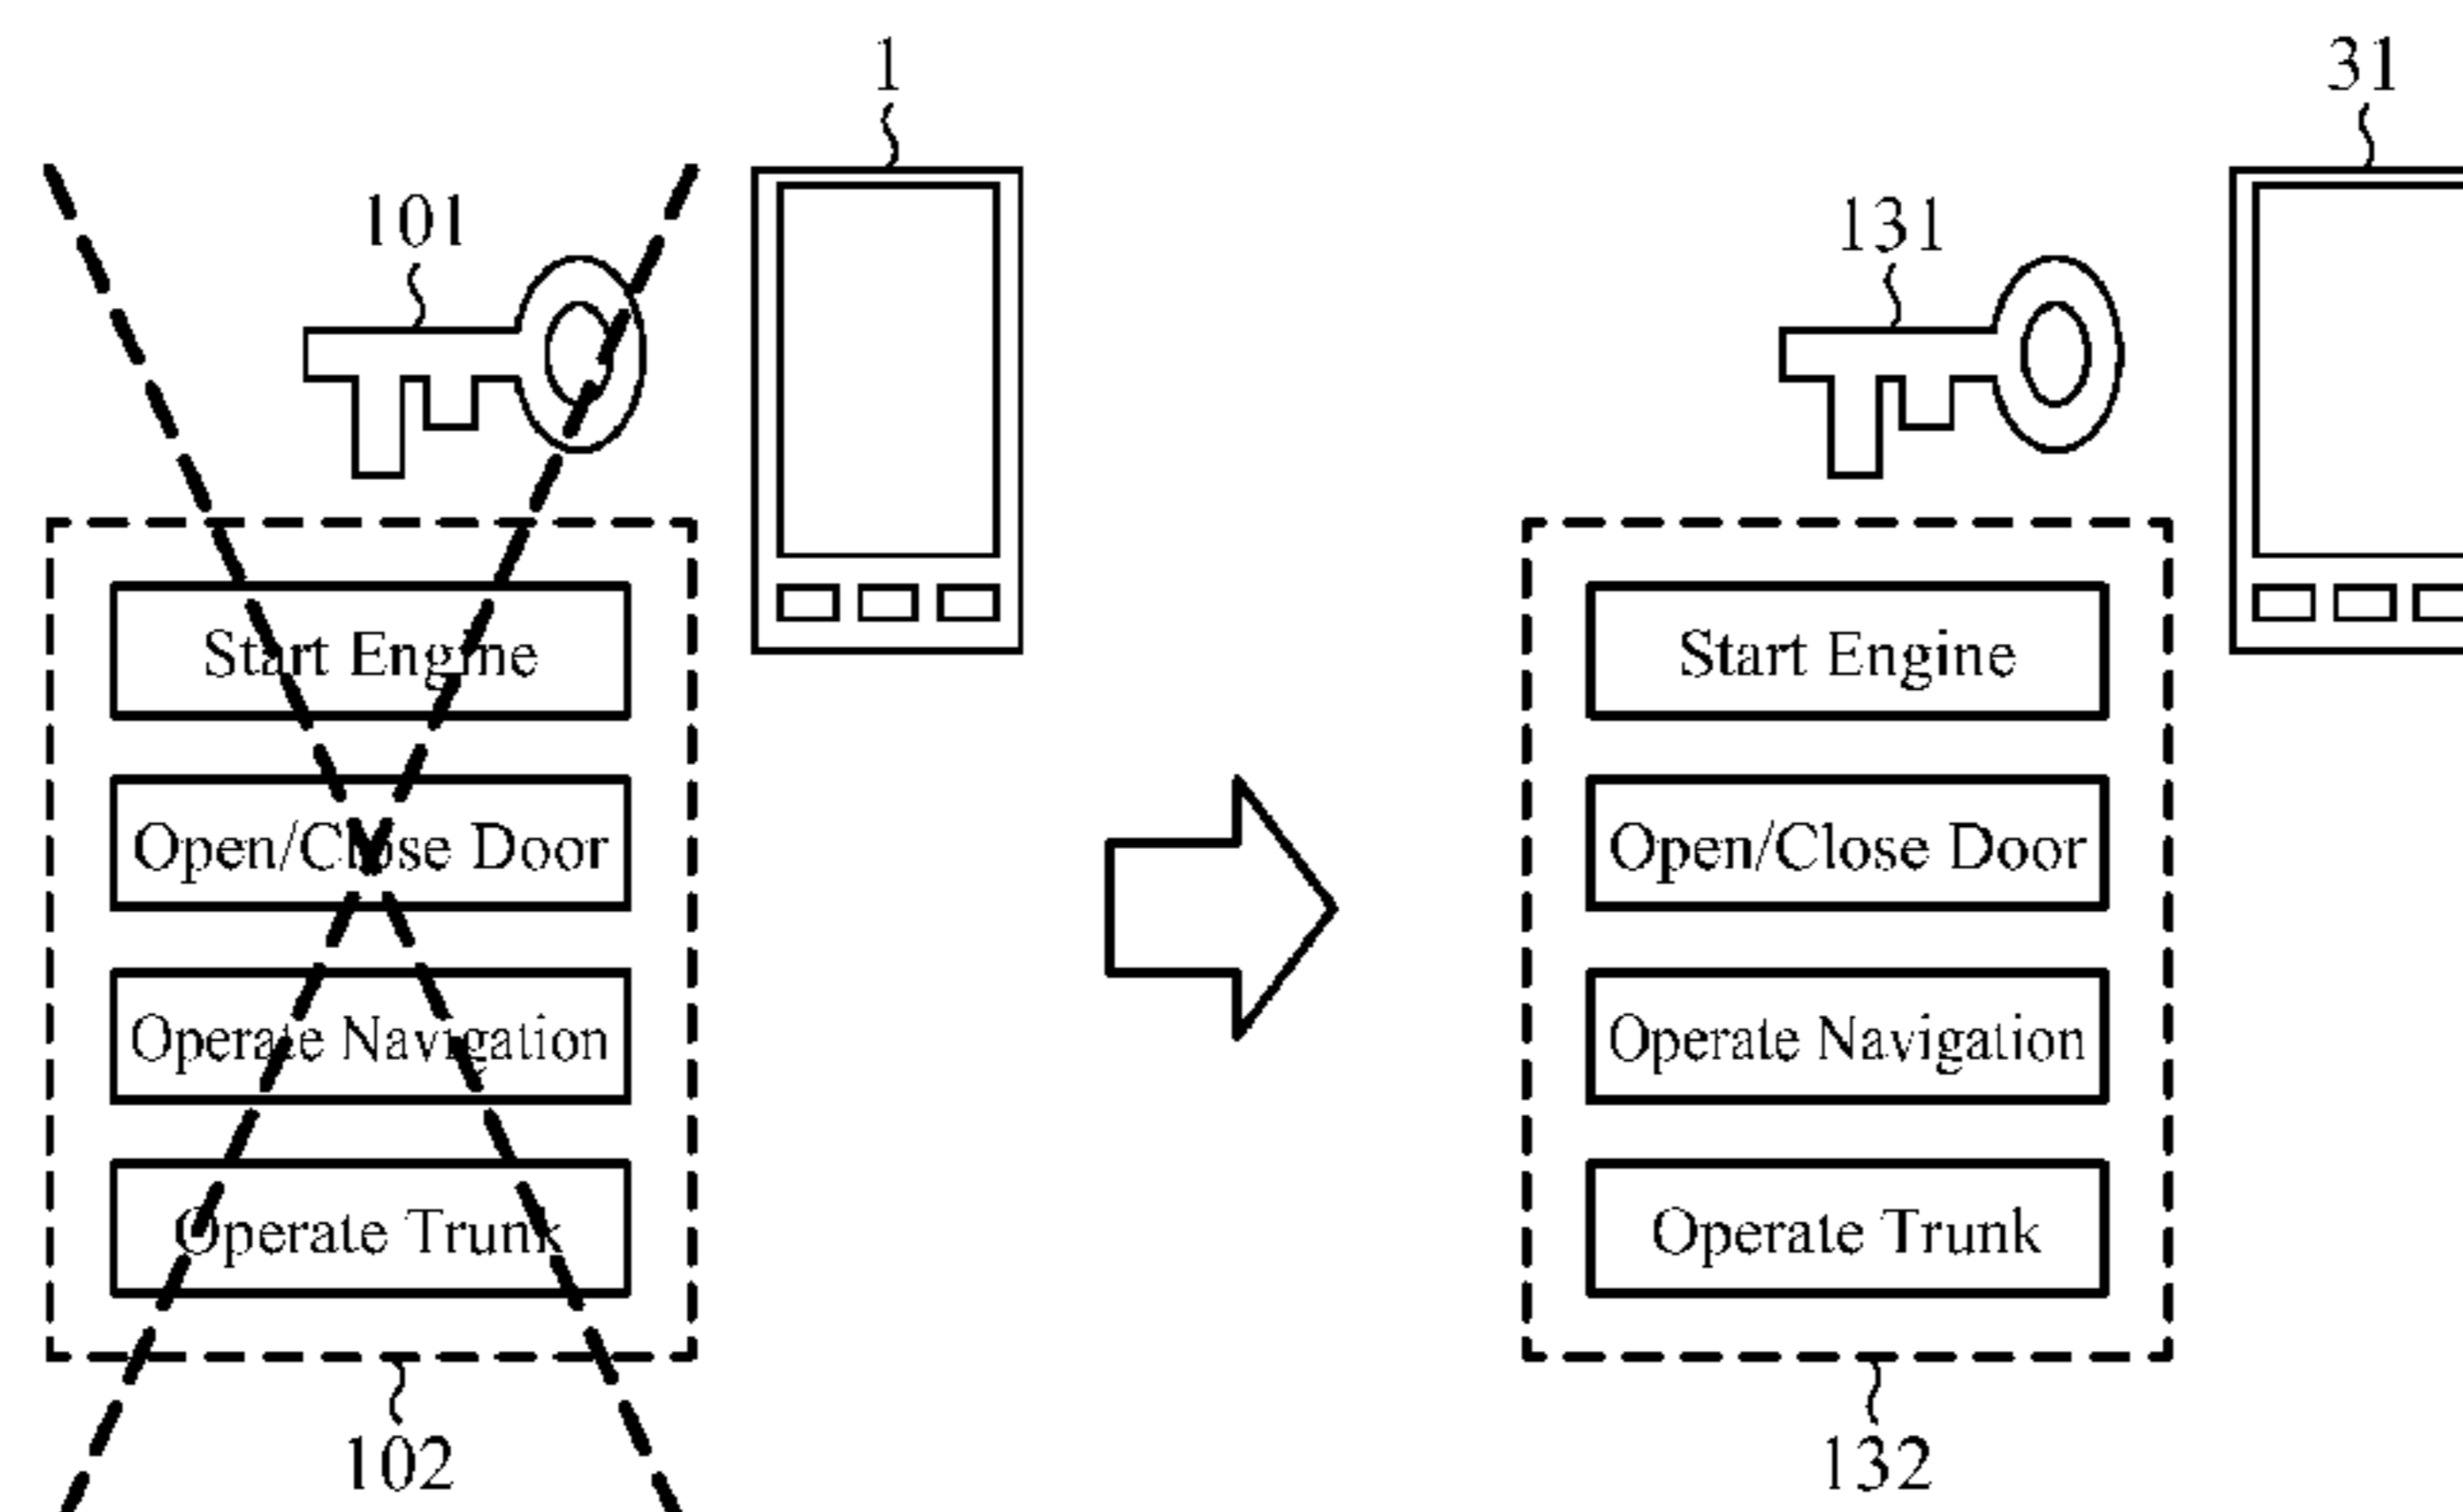 1
31
101
131
Start Engine
Open/Close Door
Operate Navigation
Operate Trunk
102
Start Engine
Open/Close Door
Operate Navigation
Operate Trunk
132